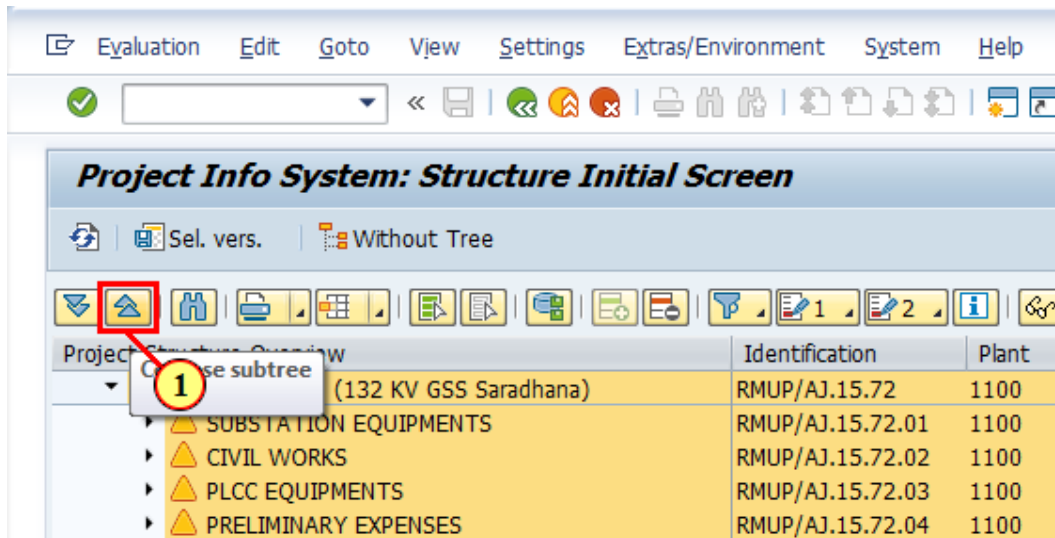 Evaluation Edit Goto View Settings Extras/Environment System Help
Project Info System: Structure Initial Screen
Sel. vers. Without Tree
1 2
Project Structure Overview Identification Plant
subtree
1
(132 KV GSS Saradhana) RMUP/AJ.15.72 1100
SUBSTATION EQUIPMENTS RMUP/AJ.15.72.01 1100
CIVIL WORKS RMUP/AJ.15.72.02 1100
PLCC EQUIPMENTS RMUP/AJ.15.72.03 1100
PRELIMINARY EXPENSES RMUP/AJ.15.72.04 1100